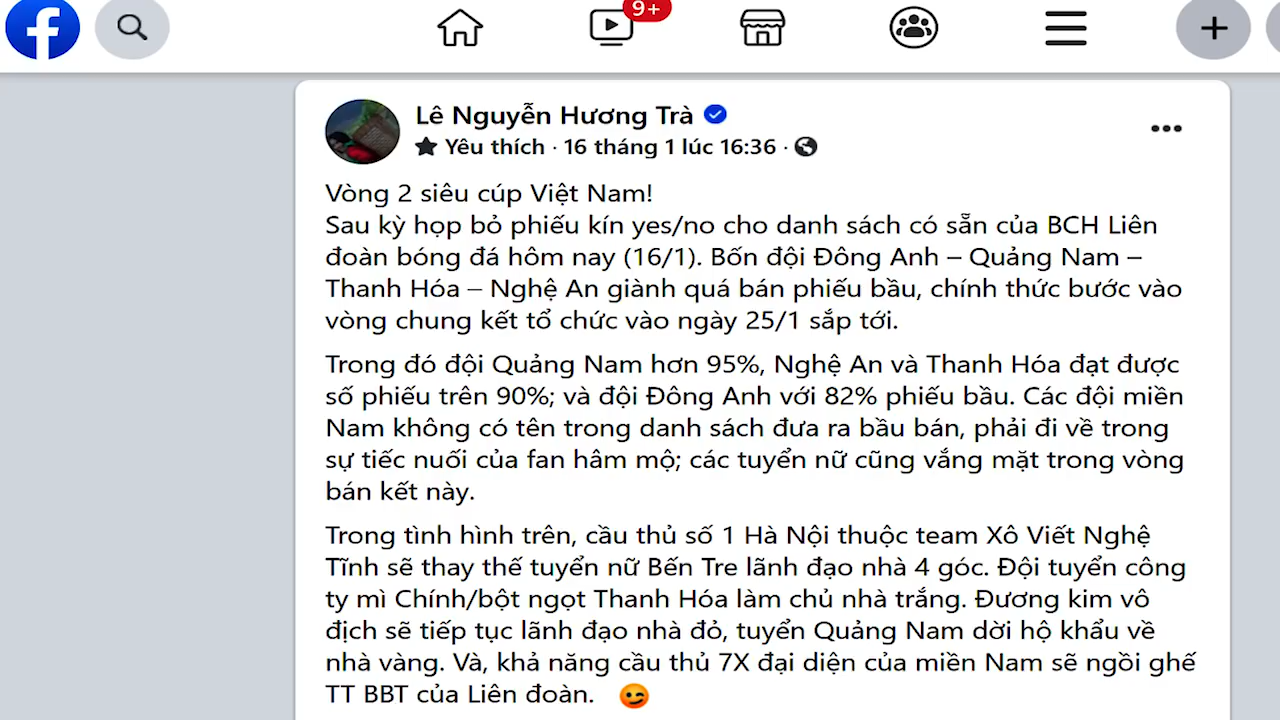 9+
Lê Nguyễn Hương Trà
Yêu thích · 16 tháng 1 lúc 16:36 ·
Vòng 2 siêu cúp Việt Nam!
Sau kỳ họp bỏ phiếu kín yes/no cho danh sách có sẵn của BCH Liên
đoàn bóng đá hôm nay (16/1). Bốn đội Đông Anh – Quảng Nam –
Thanh Hóa – Nghệ An giành quá bán phiếu bầu, chính thức bước vào
vòng chung kết tổ chức vào ngày 25/1 sắp tới.
Trong đó đội Quảng Nam hơn 95%, Nghệ An và Thanh Hóa đạt được
số phiếu trên 90%; và đội Đông Anh với 82% phiếu bầu. Các đội miền
Nam không có tên trong danh sách đưa ra bầu bán, phải đi về trong
sự tiếc nuối của fan hâm mộ; các tuyển nữ cũng vắng mặt trong vòng
bán kết này.
Trong tình hình trên, cầu thủ số 1 Hà Nội thuộc team Xô Viết Nghệ
Tĩnh sẽ thay thế tuyển nữ Bến Tre lãnh đạo nhà 4 góc. Đội tuyển công
ty mì Chính/bột ngọt Thanh Hóa làm chủ nhà trắng. Đương kim vô
địch sẽ tiếp tục lãnh đạo nhà đỏ, tuyển Quảng Nam dời hộ khẩu về
nhà vàng. Và, khả năng cầu thủ 7X đại diện của miền Nam sẽ ngồi ghế
TT BBT của Liên đoàn. 😉